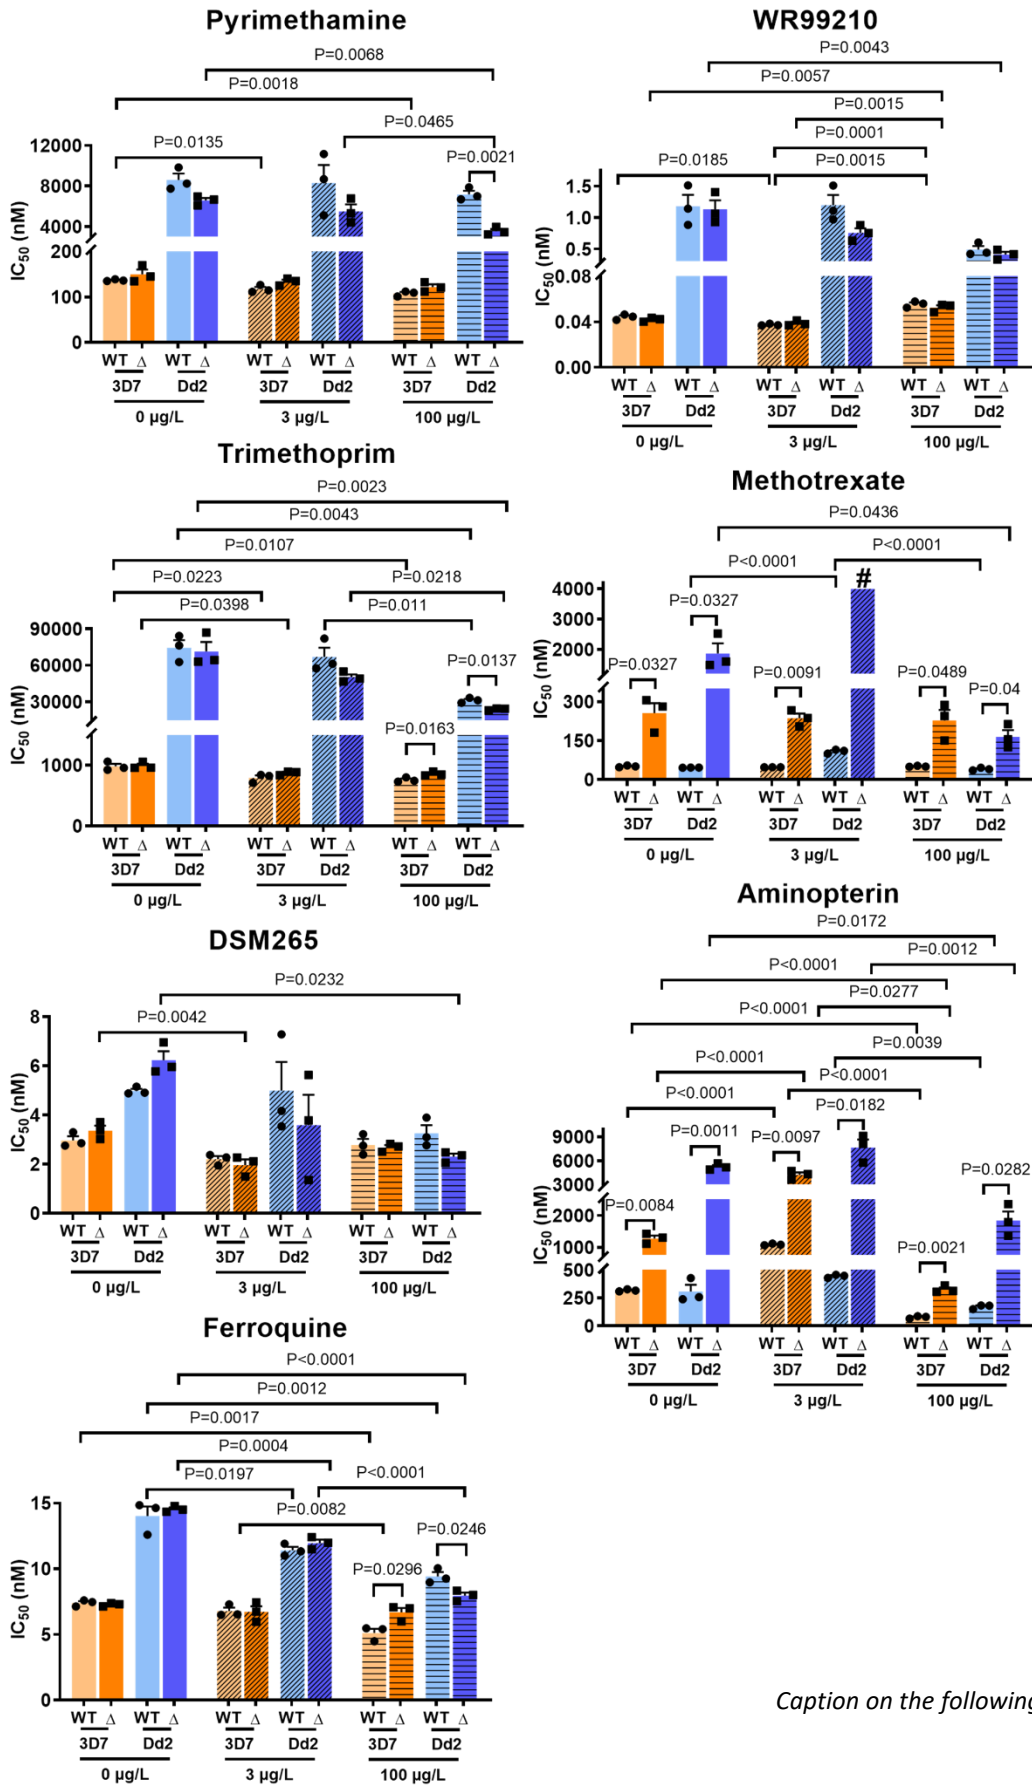 Pyrimethamine
P=0.0068
P=0.0018
P=0.0465
P=0.0135
P=0.0021
IC50 (nM)
12000
8000
4000
200
100
0
WT Δ WT Δ WT Δ WT Δ WT Δ WT Δ
3D7 Dd2 3D7 Dd2 3D7 Dd2
0 µg/L 3 µg/L 100 µg/L
WR99210
P=0.0043
P=0.0057
P=0.0015
P=0.0001
P=0.0185 P=0.0015
IC50 (nM)
1.5
1.0
0.5
0.08
0.04
0.00
WT Δ WT Δ WT Δ WT Δ WT Δ WT Δ
3D7 Dd2 3D7 Dd2 3D7 Dd2
0 µg/L 3 µg/L 100 µg/L
Trimethoprim
P=0.0023
P=0.0043
P=0.0107
P=0.0223 P=0.0218
P=0.0398 P=0.011
P=0.0137
P=0.0163
IC50 (nM)
90000
60000
30000
1000
0
WT Δ WT Δ WT Δ WT Δ WT Δ WT Δ
3D7 Dd2 3D7 Dd2 3D7 Dd2
0 µg/L 3 µg/L 100 µg/L
Methotrexate
P=0.0436
P<0.0001 P<0.0001
#
P=0.0327
P=0.0327 P=0.0091 P=0.0489 P=0.04
IC50 (nM)
4000
2000
300
150
0
WT Δ WT Δ WT Δ WT Δ WT Δ WT Δ
3D7 Dd2 3D7 Dd2 3D7 Dd2
0 µg/L 3 µg/L 100 µg/L
DSM265
P=0.0232
P=0.0042
IC50 (nM)
8
6
4
2
0
WT Δ WT Δ WT Δ WT Δ WT Δ WT Δ
3D7 Dd2 3D7 Dd2 3D7 Dd2
0 µg/L 3 µg/L 100 µg/L
Aminopterin
P=0.0172
P=0.0012
P<0.0001
P=0.0277
P<0.0001
P=0.0039
P<0.0001
P<0.0001
P=0.0182
P=0.0011 P=0.0097
P=0.0282
P=0.0084
P=0.0021
IC50 (nM)
9000
6000
3000
2000
1000
500
250
0
WT Δ WT Δ WT Δ WT Δ WT Δ WT Δ
3D7 Dd2 3D7 Dd2 3D7 Dd2
0 µg/L 3 µg/L 100 µg/L
Ferroquine
P<0.0001
P=0.0012
P=0.0017
P=0.0004
P=0.0197 P<0.0001
P=0.0082
P=0.0246
P=0.0296
IC50 (nM)
15
10
5
0
WT Δ WT Δ WT Δ WT Δ WT Δ WT Δ
3D7 Dd2 3D7 Dd2 3D7 Dd2
0 µg/L 3 µg/L 100 µg/L
Caption on the following